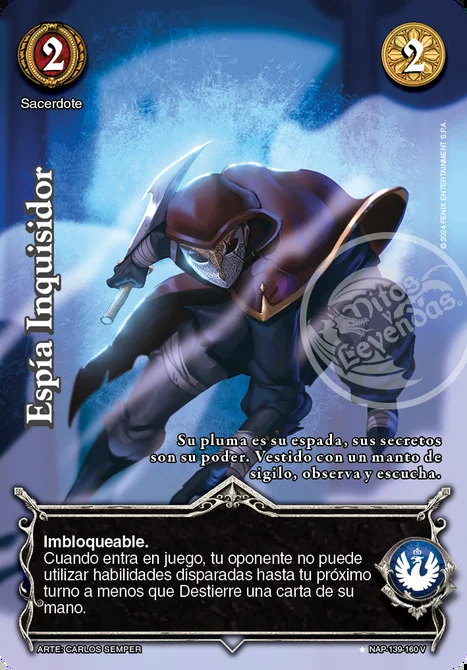 2
2
Sacerdote
Espía Inquisidor
© 2024 FENIX ENTERTAINMENT S.P.A.
Mitos
y
Leyendas.
Su pluma es su espada, sus secretos
son su poder. Vestido con un manto de
sigilo, observa y escucha.
Imbloqueable.
Cuando entra en juego, tu oponente no puede
utilizar habilidades disparadas hasta tu próximo
turno a menos que Destierre una carta de su
mano.
ARTE: CARLOS SEMPER
NAP-139-160 V